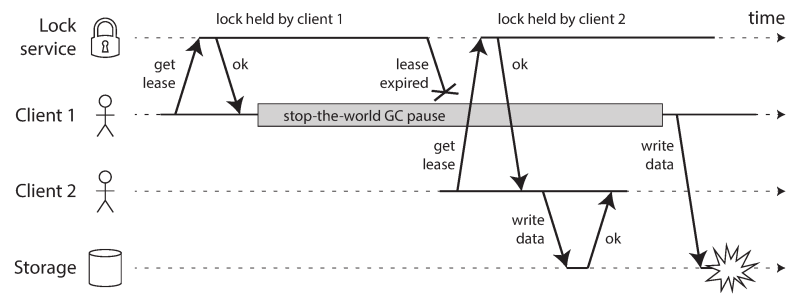 Lock
service
lock held by client 1
lock held by client 2
time
get
lease
ok
lease
expired
ok
Client 1
stop-the-world GC pause
get
lease
write
data
Client 2
write
data
ok
Storage